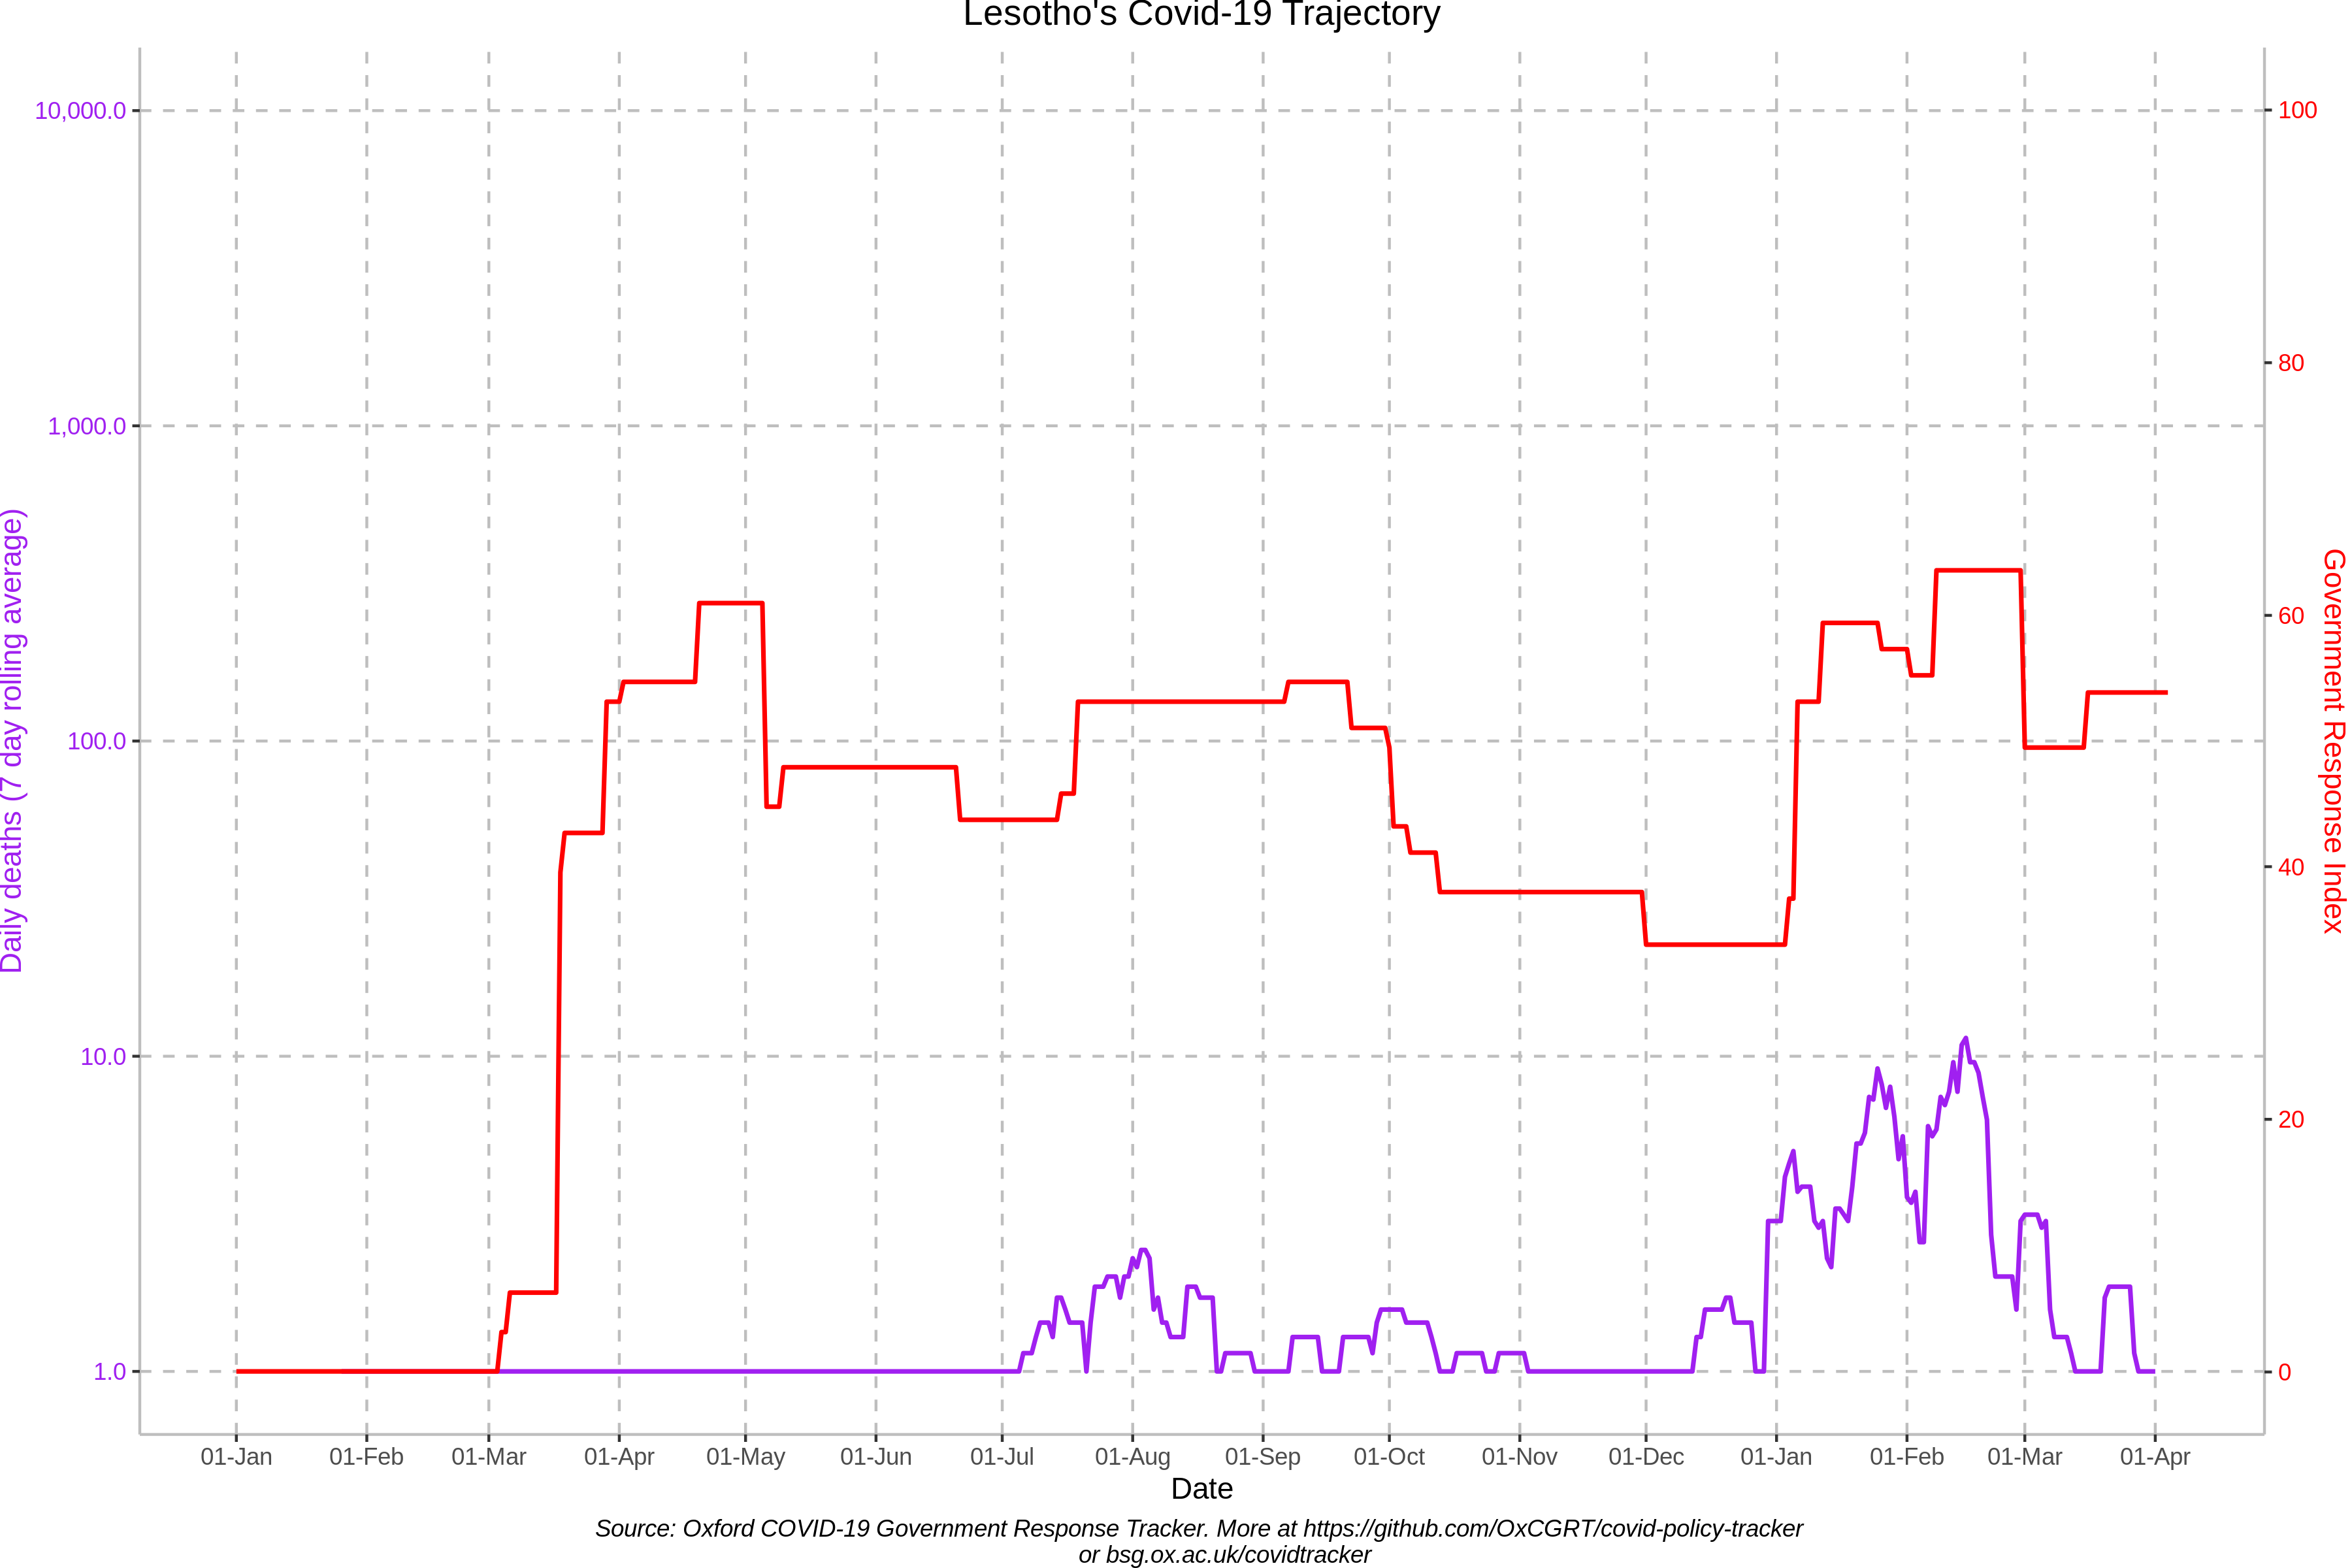 Lesotho's Covid-19 Trajectory
10,000.0
1,000.0
100.0
10.0
1.0
Daily deaths (7 day rolling average)
100
80
60
40
20
0
Government Response Index
01-Jan 01-Feb 01-Mar 01-Apr 01-May 01-Jun 01-Jul 01-Aug 01-Sep 01-Oct 01-Nov 01-Dec 01-Jan 01-Feb 01-Mar 01-Apr
Date
Source: Oxford COVID-19 Government Response Tracker. More at https://github.com/OxCGRT/covid-policy-tracker
or bsg.ox.ac.uk/covidtracker